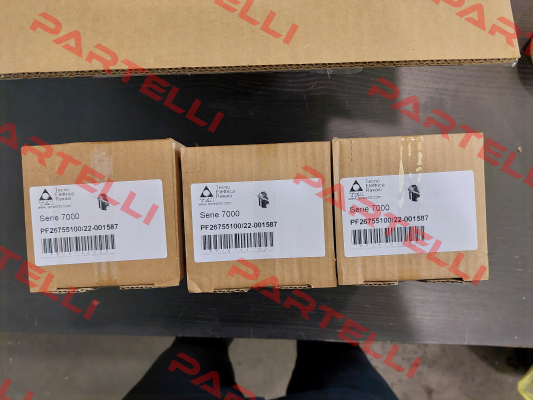 PARTELLI
PARTELLI
PARTELLI
PARTELLI
PARTELLI
PARTELLI
Tecno
Elettrica
Ravasi
Serie 7000
PF26755100/22-001587
Tecno
Elettrica
Ravasi
Serie 7000
PF26755100/22-001587
Tecno
Elettrica
Ravasi
Serie 7000
PF26755100/22-001587